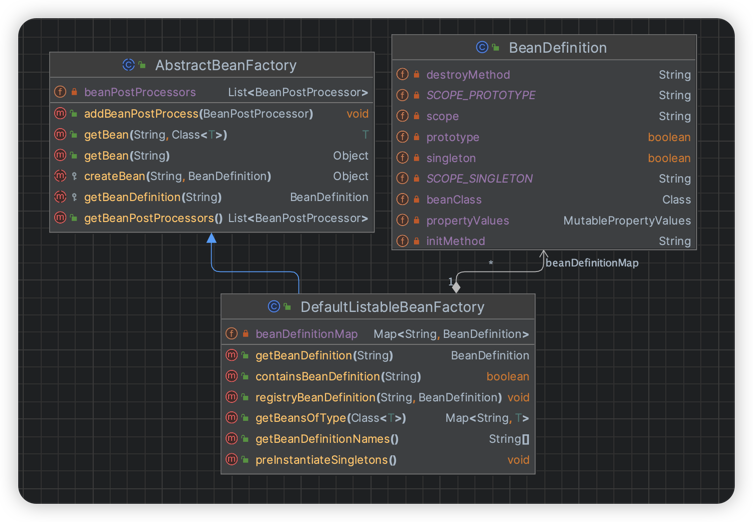 AbstractBeanFactory
beanPostProcessors List<BeanPostProcessor>
addBeanPostProcess(BeanPostProcessor) void
getBean(String, Class<T>) T
getBean(String) Object
createBean(String, BeanDefinition) Object
getBeanDefinition(String) BeanDefinition
getBeanPostProcessors() List<BeanPostProcessor>
BeanDefinition
destroyMethod String
SCOPE_PROTOTYPE String
scope String
prototype boolean
singleton boolean
SCOPE_SINGLETON String
beanClass Class
propertyValues MutablePropertyValues
initMethod String
* beanDefinitionMap
1
DefaultListableBeanFactory
beanDefinitionMap Map<String, BeanDefinition>
getBeanDefinition(String) BeanDefinition
containsBeanDefinition(String) boolean
registryBeanDefinition(String, BeanDefinition) void
getBeansOfType(Class<T>) Map<String, T>
getBeanDefinitionNames() String[]
preInstantiateSingletons() void